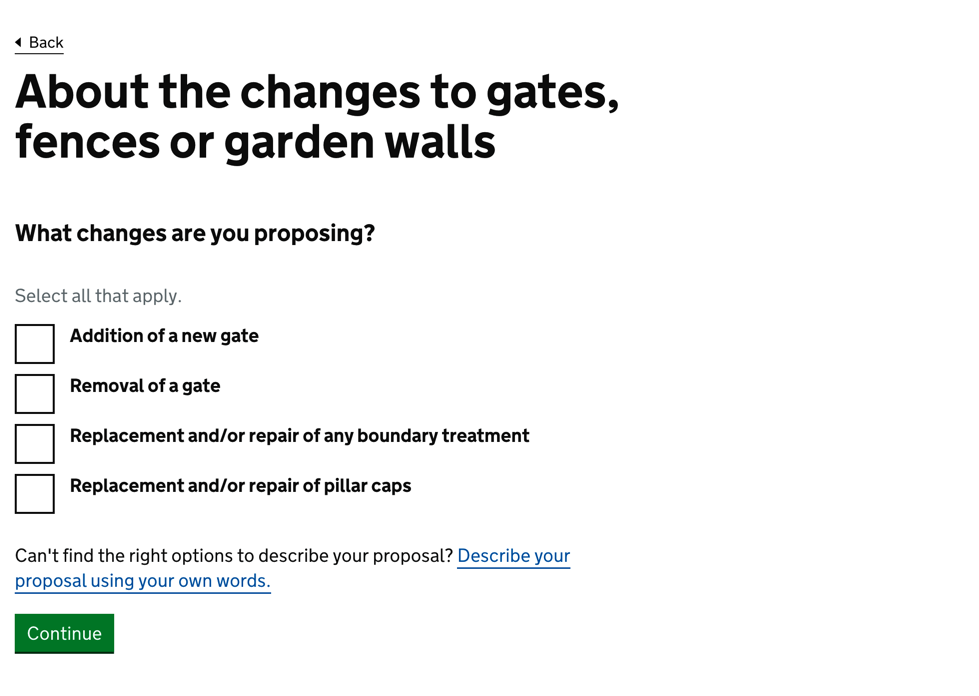 Back
About the changes to gates,
fences or garden walls
What changes are you proposing?
Select all that apply.
Addition of a new gate
Removal of a gate
Replacement and/or repair of any boundary treatment
Replacement and/or repair of pillar caps
Can't find the right options to describe your proposal? Describe your
proposal using your own words.
Continue